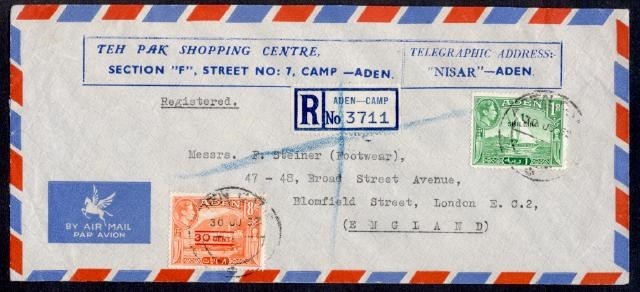 TEH PAK SHOPPING CENTRE,
SECTION "F", STREET NO: 7, CAMP —ADEN.
TELEGRAPHIC ADDRESS:-
"NISAR"—ADEN.
Registered.
R
ADEN—CAMP
No 3711
Messrs. P. Steiner (Footwear),
47 - 48, Broad Street Avenue,
Blomfield Street, London E.C.2,
(ENGLAND)
BY AIR MAIL
PAR AVION
ADEN
30 CENTS
ADEN
SHILLING